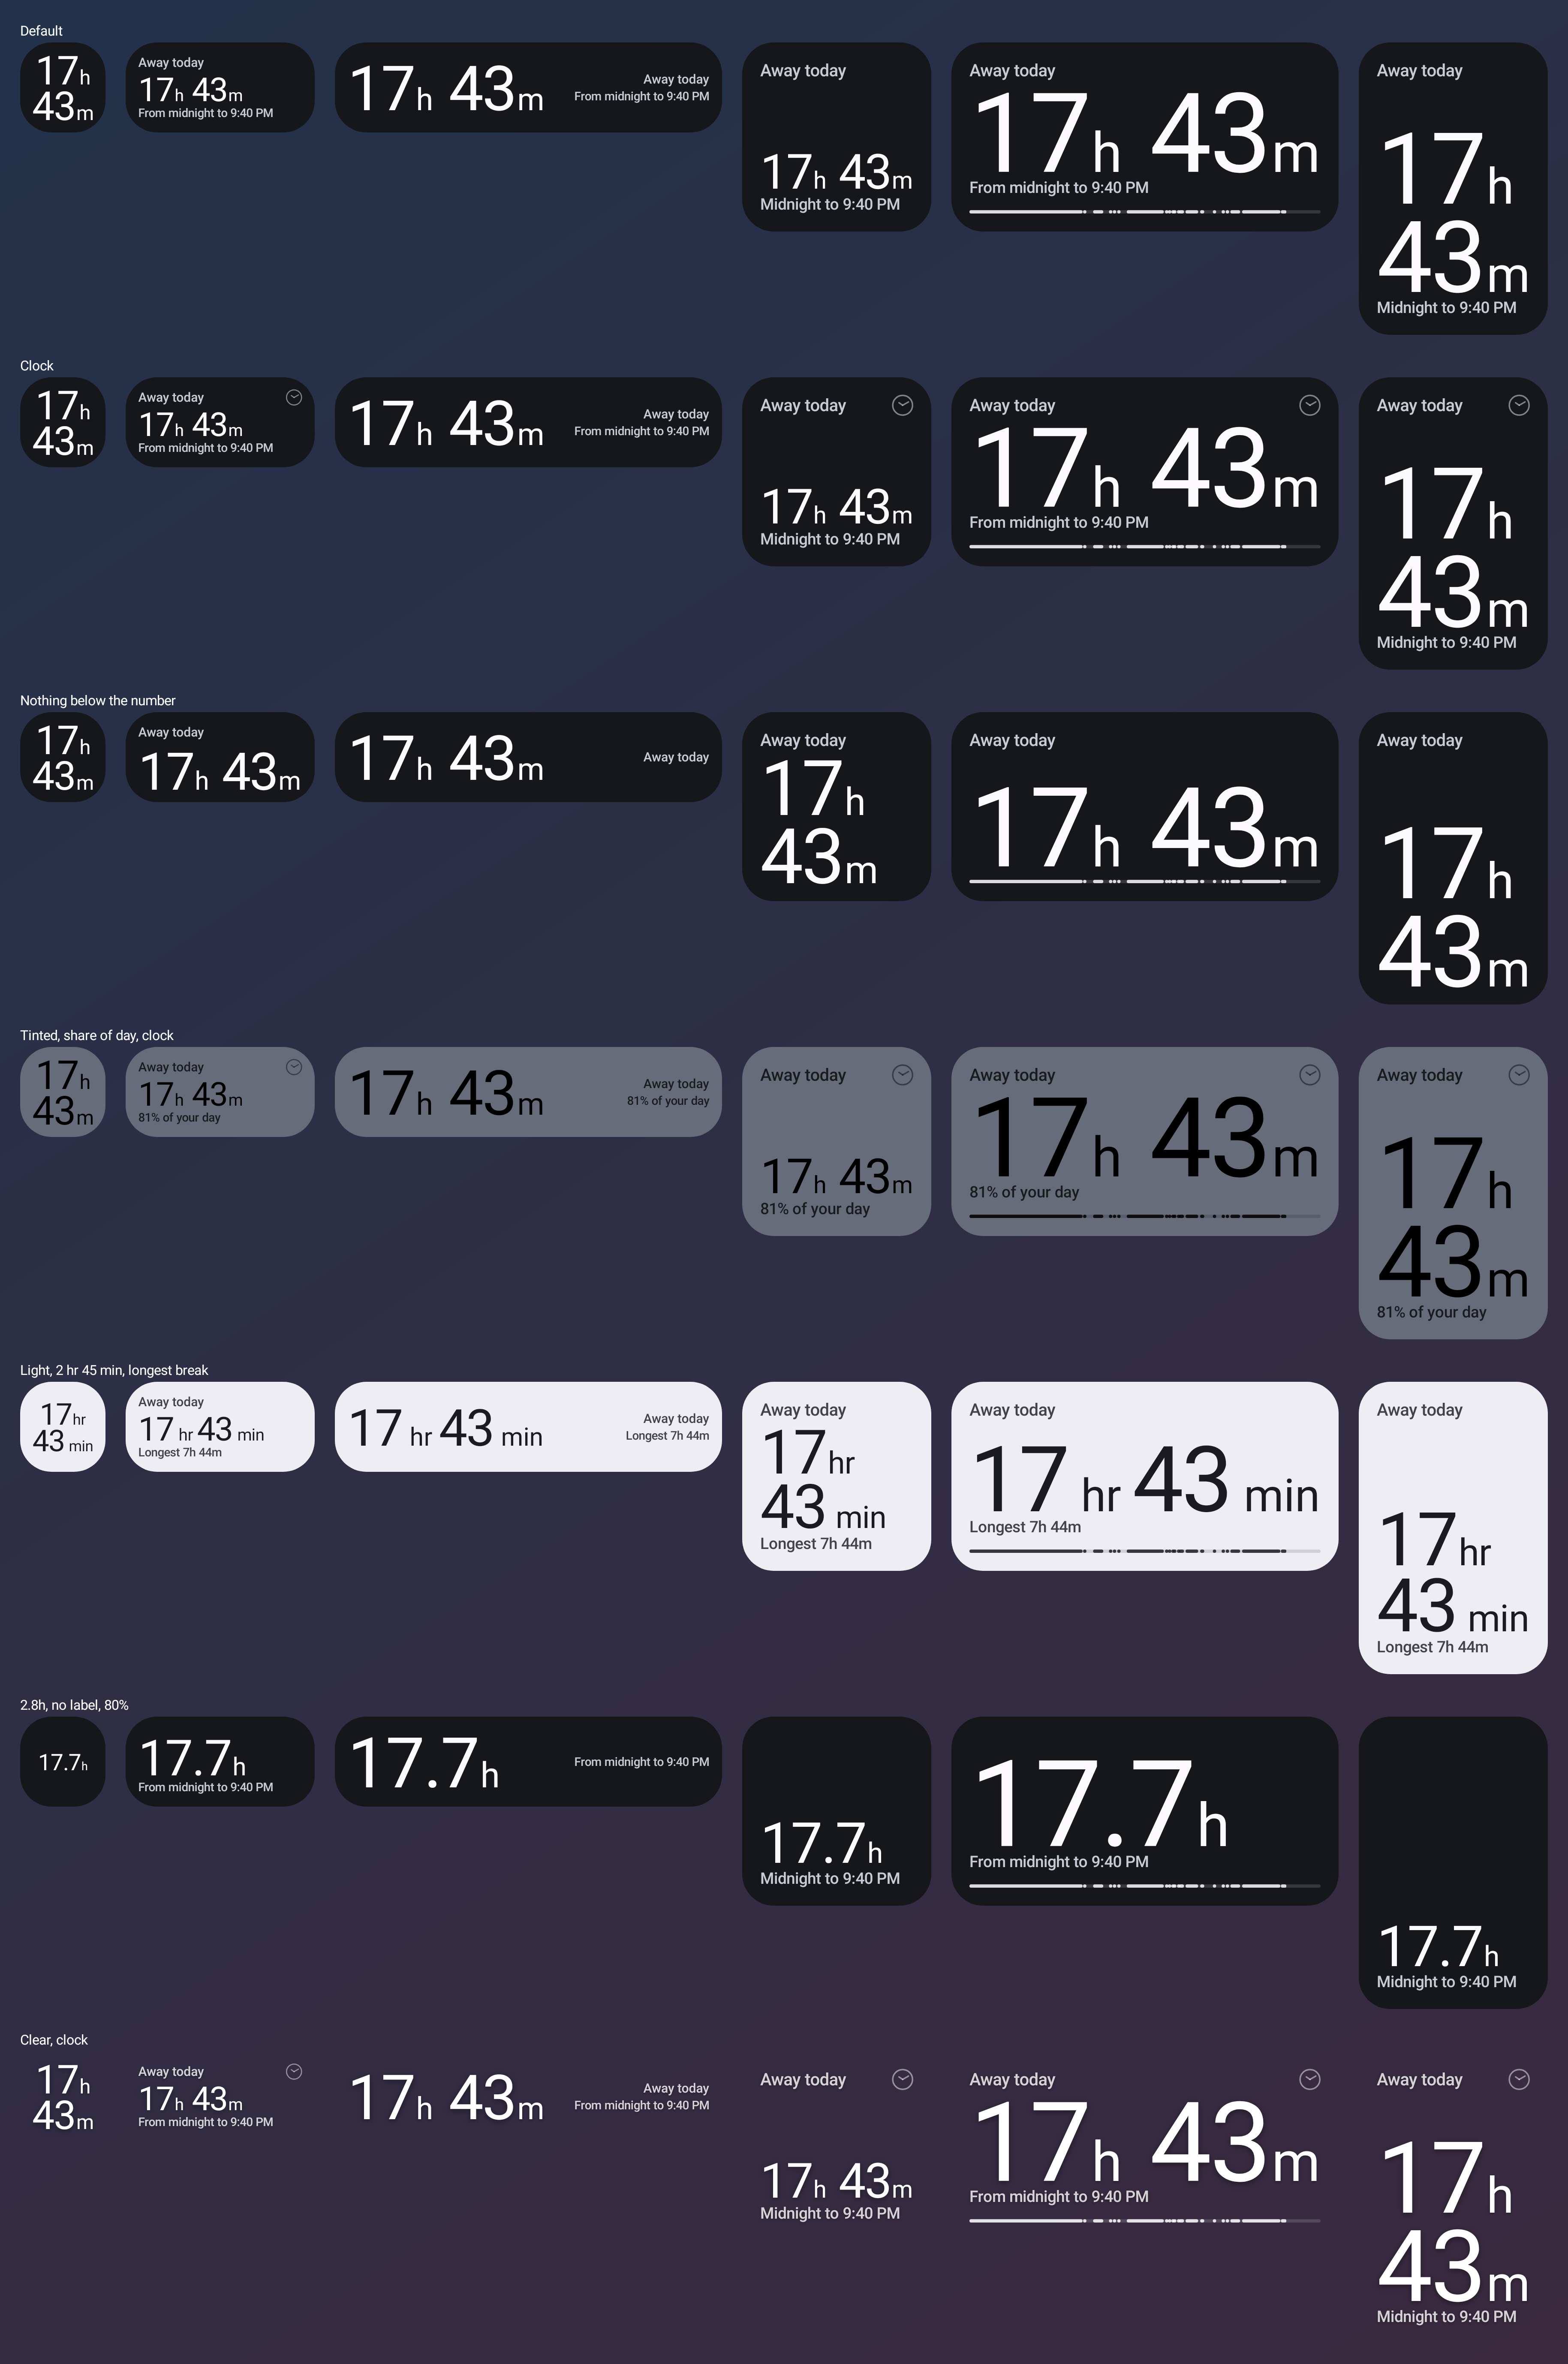 Default
17h
43m
Away today
17h 43m
From midnight to 9:40 PM
17h 43m
Away today
From midnight to 9:40 PM
Away today
17h 43m
Midnight to 9:40 PM
Away today
17h 43m
From midnight to 9:40 PM
Away today
17h
43m
Midnight to 9:40 PM
Clock
17h
43m
Away today
17h 43m
From midnight to 9:40 PM
17h 43m
Away today
From midnight to 9:40 PM
Away today
17h 43m
Midnight to 9:40 PM
Away today
17h 43m
From midnight to 9:40 PM
Away today
17h
43m
Midnight to 9:40 PM
Nothing below the number
17h
43m
Away today
17h 43m
17h 43m
Away today
Away today
17h
43m
Away today
17h 43m
Away today
17h
43m
Tinted, share of day, clock
17h
43m
Away today
17h 43m
81% of your day
17h 43m
Away today
81% of your day
Away today
17h 43m
81% of your day
Away today
17h 43m
81% of your day
Away today
17h
43m
81% of your day
Light, 2 hr 45 min, longest break
17hr
43 min
Away today
17 hr 43 min
Longest 7h 44m
17 hr 43 min
Away today
Longest 7h 44m
Away today
17hr
43 min
Longest 7h 44m
Away today
17 hr 43 min
Longest 7h 44m
Away today
17hr
43 min
Longest 7h 44m
2.8h, no label, 80%
17.7h
17.7h
From midnight to 9:40 PM
17.7h
From midnight to 9:40 PM
17.7h
Midnight to 9:40 PM
17.7h
From midnight to 9:40 PM
17.7h
Midnight to 9:40 PM
Clear, clock
17h
43m
Away today
17h 43m
From midnight to 9:40 PM
17h 43m
Away today
From midnight to 9:40 PM
Away today
17h 43m
Midnight to 9:40 PM
Away today
17h 43m
From midnight to 9:40 PM
Away today
17h
43m
Midnight to 9:40 PM